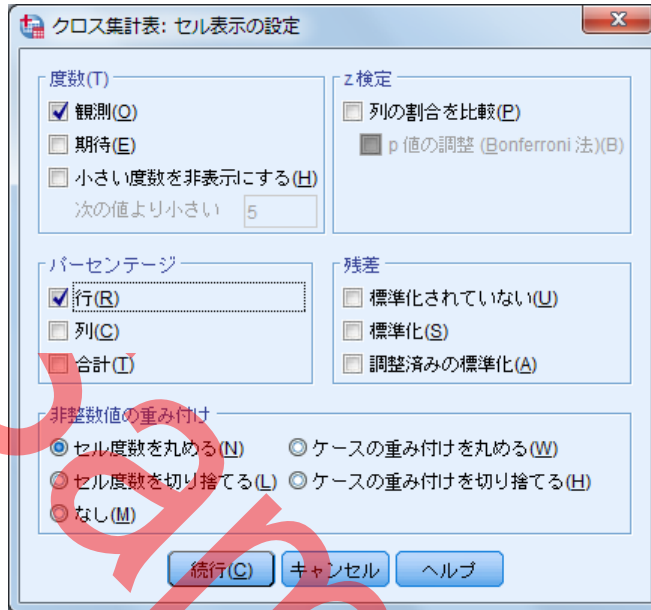 クロス集計表: セル表示の設定
度数(T)
観測(O)
期待(E)
小さい度数を非表示にする(H)
次の値より小さい 5
z検定
列の割合を比較(P)
p 値の調整 (Bonferroni 法)(B)
パーセンテージ
行(R)
列(C)
合計(T)
残差
標準化されていない(U)
標準化(S)
調整済みの標準化(A)
非整数値の重み付け
セル度数を丸める(N) ケースの重み付けを丸める(W)
セル度数を切り捨てる(L) ケースの重み付けを切り捨てる(H)
なし(M)
続行(C) キャンセル ヘルプ